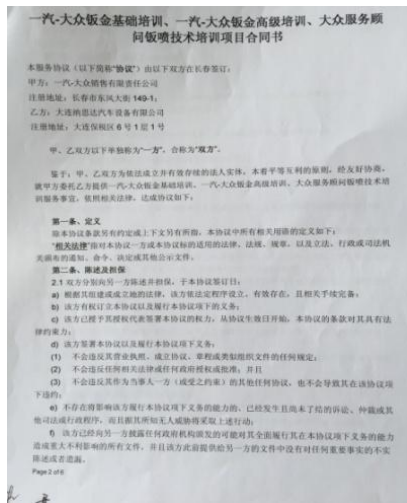 一汽-大众钣金基础培训、一汽-大众钣金高级培训、大众服务顾
问钣喷技术培训项目合同书
本服务协议(以下简称“协议”)由以下双方在长春签订:
甲方:一汽-大众销售有限责任公司
注册地址:长春市东风大街 149-1;
乙方:大连纳思达汽车设备有限公司
注册地址:大连保税区 6 号 1 层 1 号
甲、乙双方以下单独称为“一方”,合称为“双方”。
鉴于:甲、乙双方为依法成立并有效存续的法人实体,本着平等互利的原则,经友好协商,
就甲方委托乙方提供一汽-大众钣金基础培训、一汽-大众钣金高级培训、大众服务顾问钣喷技术培
训服务事宜,依照相关法律,达成协议如下:
第一条、定义
除本协议条款另有约定或上下文另有所指,本协议中所有相关用语的定义如下:
“相关法律”指对本协议一方或本协议标的适用的法律、法规、规章,以及立法、行政或司法机
关颁布的通知、命令、决定或其他公示文件。
第二条、陈述及担保
2.1 双方分别向另一方陈述并担保,于本协议签订日:
a) 根据其组建或成立地的法律,该方依法定程序设立,有效存在,且相关手续完备;
b) 该方有权订立本协议以及履行本协议项下的义务;
c) 该方已授予其授权代表签署本协议的权力,从协议生效日开始,本协议的条款对其具有法
律约束力;
d) 该方签署本协议以及履行本协议项下义务:
(1) 不会违反其营业执照、成立协议、章程或类似组织文件的任何规定;
(2) 不会违反任何相关法律或任何政府授权或批准;并且
(3) 不会违反其作为当事人一方(或受之约束)的其他任何协议,也不会导致其在该协议项
下违约;
e) 不存在将影响该方履行本协议项下义务的能力的、已经发生且尚未了结的诉讼、仲裁或其
他司法或行政程序,而且据其所知无人威胁将采取上述行动;
f) 该方已经向另一方披露任何政府机构颁发的可能对其全面履行其在本协议项下义务的能力
造成重大不利影响的所有文件,并且该方此前提供给另一方的文件中没有对任何重要事实的不实
陈述或者遗漏。
Page 2 of 6